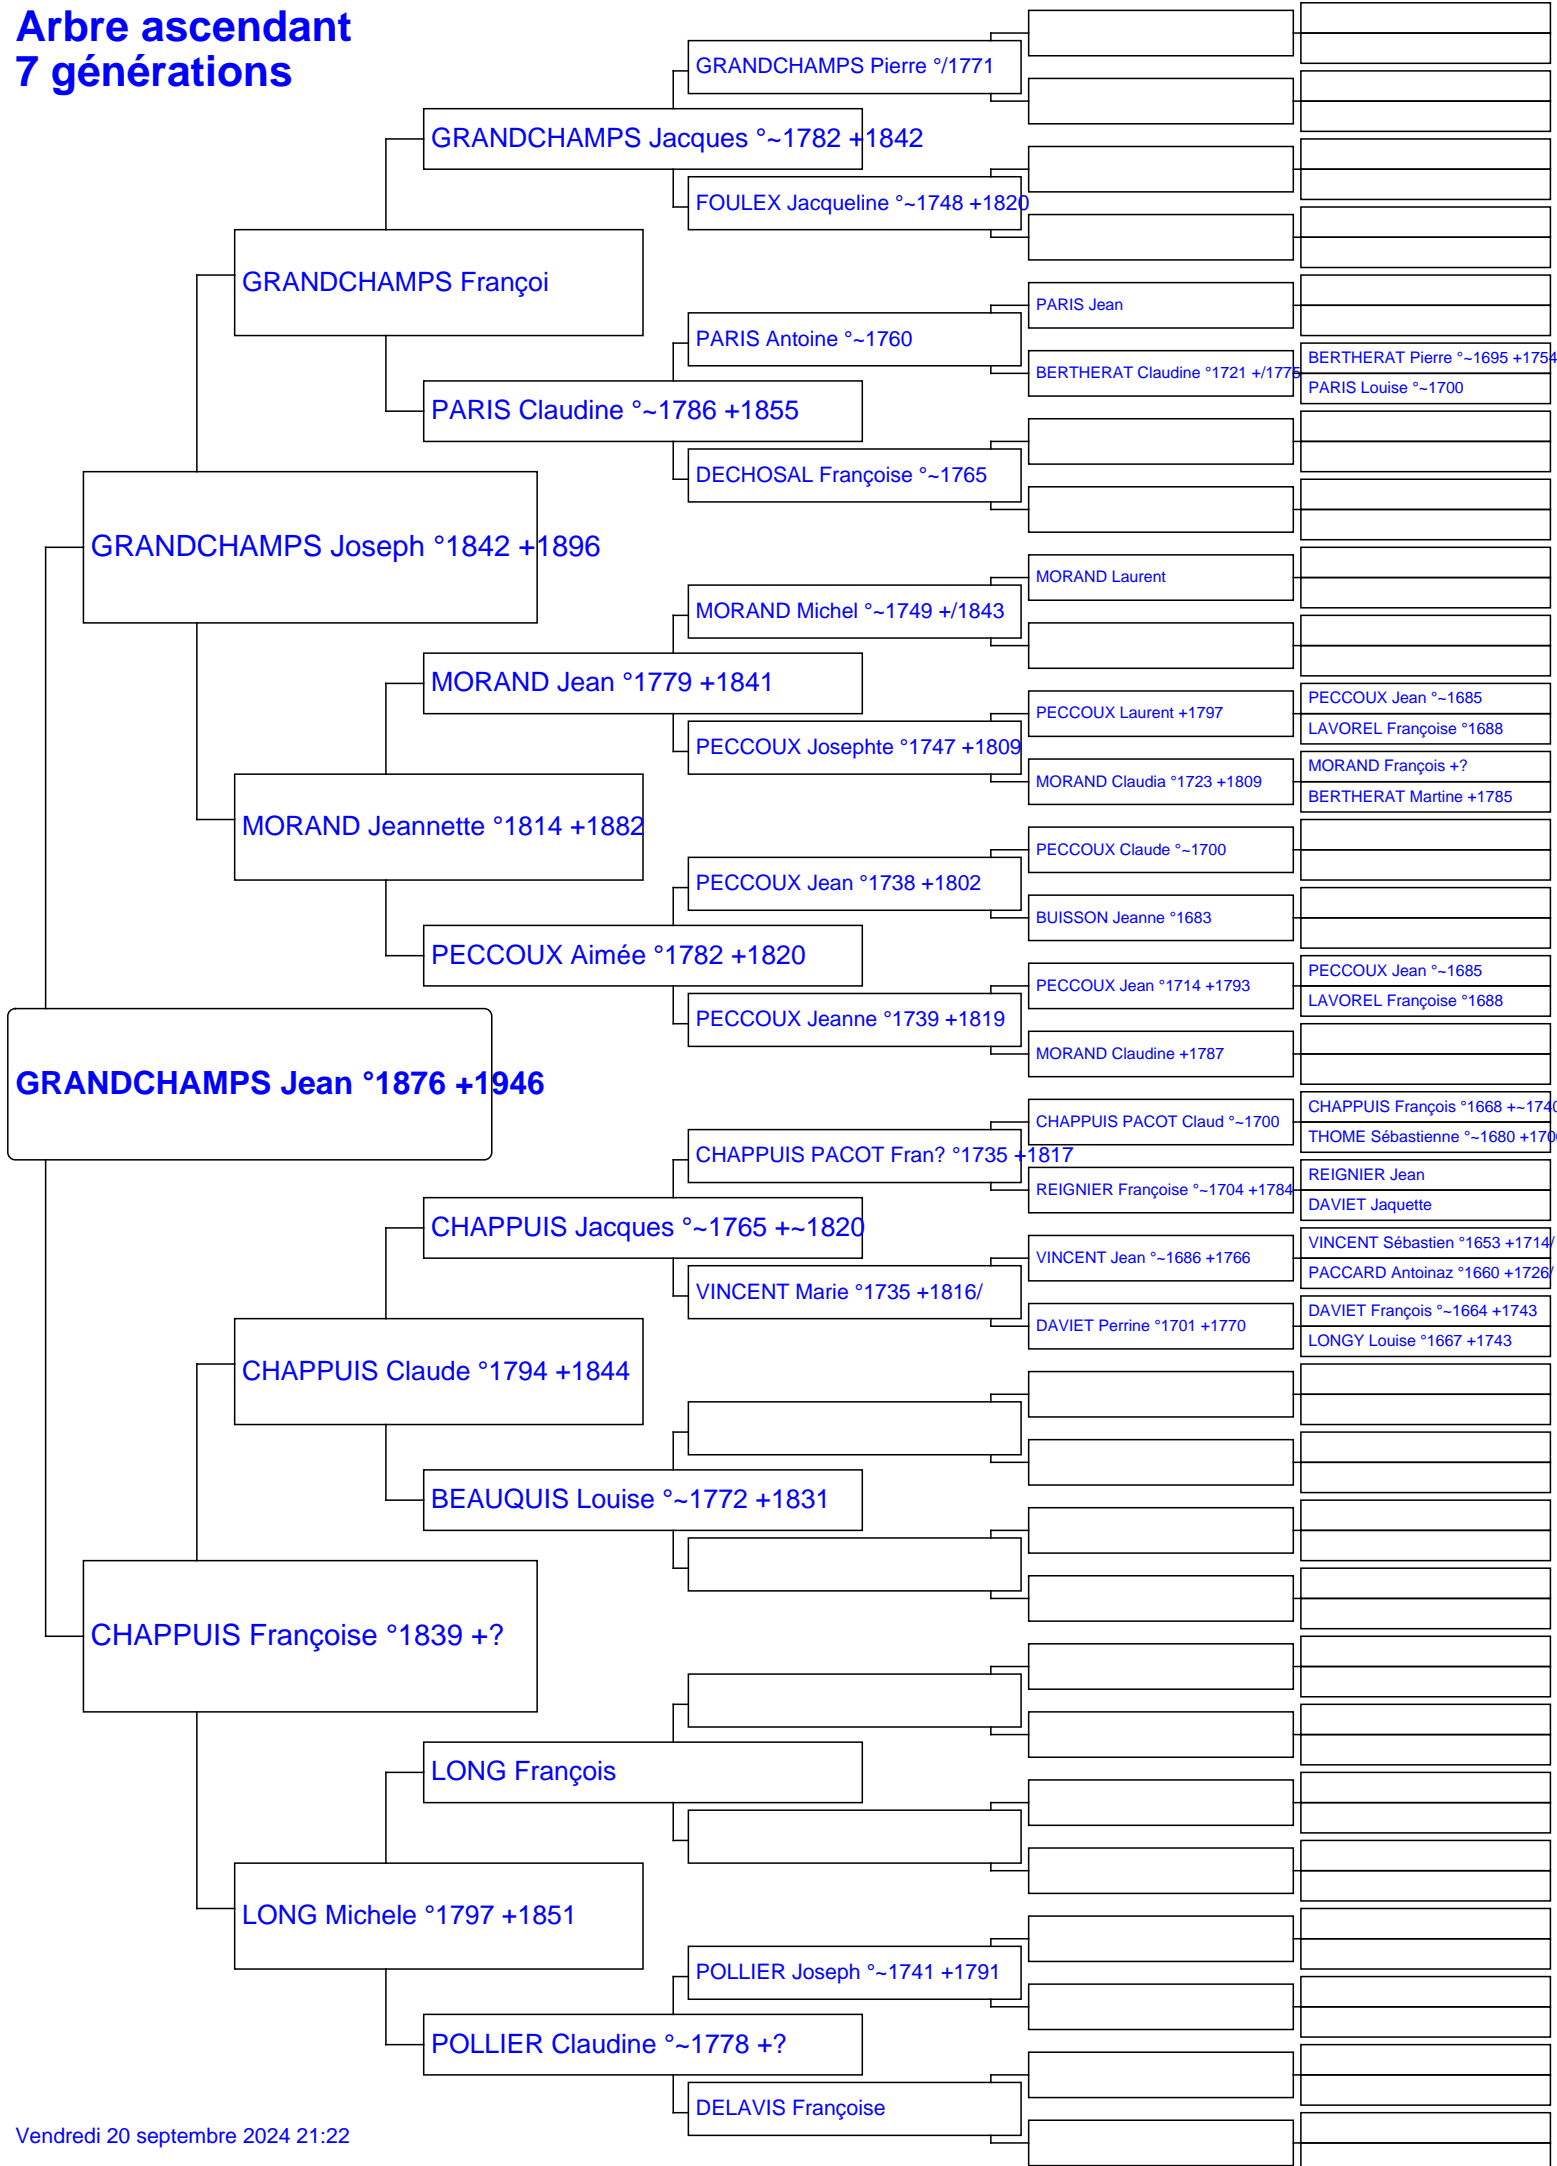 Arbre ascendant
7 générations
GRANDCHAMPS Pierre °/1771
GRANDCHAMPS Jacques °~1782 +1842
FOULEX Jacqueline °~1748 +1820
GRANDCHAMPS Françoi
PARIS Jean
PARIS Antoine °~1760
BERTHERAT Pierre °~1695 +1754
BERTHERAT Claudine °1721 +/1775
PARIS Louise °~1700
PARIS Claudine °~1786 +1855
DECHOSAL Françoise °~1765
GRANDCHAMPS Joseph °1842 +1896
MORAND Laurent
MORAND Michel °~1749 +/1843
MORAND Jean °1779 +1841
PECCOUX Jean °~1685
PECCOUX Laurent +1797
LAVOREL Françoise °1688
PECCOUX Josephte °1747 +1809
MORAND François +?
MORAND Claudia °1723 +1809
BERTHERAT Martine +1785
MORAND Jeannette °1814 +1882
PECCOUX Claude °~1700
PECCOUX Jean °1738 +1802
BUISSON Jeanne °1683
PECCOUX Aimée °1782 +1820
PECCOUX Jean °~1685
PECCOUX Jean °1714 +1793
LAVOREL Françoise °1688
PECCOUX Jeanne °1739 +1819
MORAND Claudine +1787
GRANDCHAMPS Jean °1876 +1946
CHAPPUIS François °1668 +~1740
CHAPPUIS PACOT Claud °~1700
THOME Sébastienne °~1680 +170
CHAPPUIS PACOT Fran? °1735 +1817
REIGNIER Jean
REIGNIER Françoise °~1704 +1784
DAVIET Jaquette
CHAPPUIS Jacques °~1765 +~1820
VINCENT Sébastien °1653 +1714/
VINCENT Jean °~1686 +1766
PACCARD Antoinaz °1660 +1726/
VINCENT Marie °1735 +1816/
DAVIET François °~1664 +1743
DAVIET Perrine °1701 +1770
LONGY Louise °1667 +1743
CHAPPUIS Claude °1794 +1844
BEAUQUIS Louise °~1772 +1831
CHAPPUIS Françoise °1839 +?
LONG François
LONG Michele °1797 +1851
POLLIER Joseph °~1741 +1791
POLLIER Claudine °~1778 +?
DELAVIS Françoise
Vendredi 20 septembre 2024 21:22